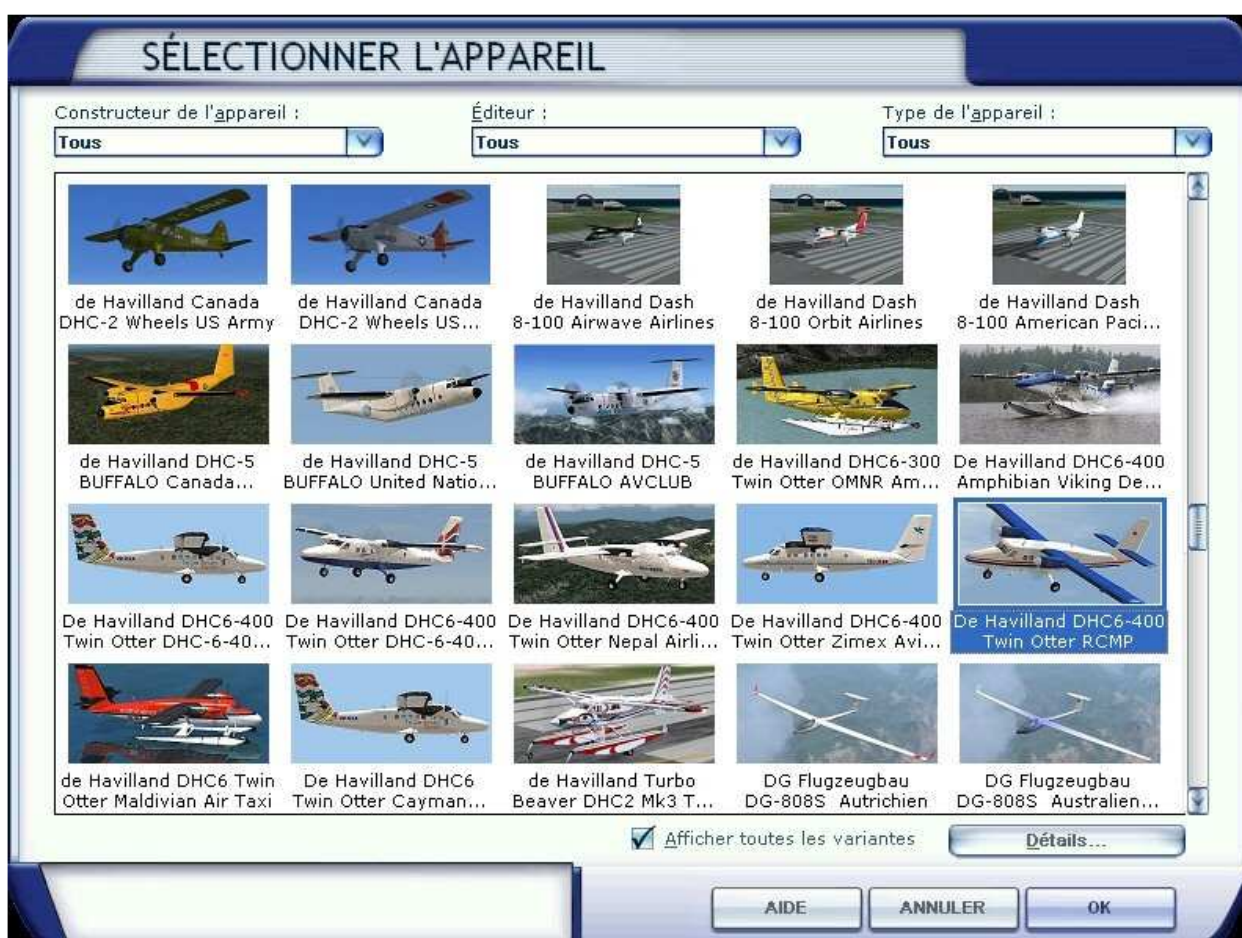 SÉLECTIONNER L'APPAREIL
Constructeur de l'appareil :
Éditeur :
Type de l'appareil :
Tous
Tous
Tous
de Havilland Canada
DHC-2 Wheels US Army
de Havilland Canada
DHC-2 Wheels US...
de Havilland Dash
8-100 Airwave Airlines
de Havilland Dash
8-100 Orbit Airlines
de Havilland Dash
8-100 American Paci...
de Havilland DHC-5
BUFFALO Canada...
de Havilland DHC-5
BUFFALO United Natio...
de Havilland DHC-5
BUFFALO AVCLUB
de Havilland DHC6-300
Twin Otter OMNR Am...
De Havilland DHC6-400
Amphibian Viking De...
De Havilland DHC6-400
Twin Otter DHC-6-40...
De Havilland DHC6-400
Twin Otter DHC-6-40...
De Havilland DHC6-400
Twin Otter Nepal Airli...
De Havilland DHC6-400
Twin Otter Zimex Avi...
De Havilland DHC6-400
Twin Otter RCMP
de Havilland DHC6 Twin
Otter Maldivian Air Taxi
De Havilland DHC6
Twin Otter Cayman...
de Havilland Turbo
Beaver DHC2 Mk3 T...
DG Flugzeugbau
DG-808S Autrichien
DG Flugzeugbau
DG-808S Australien...
Afficher toutes les variantes
Détails...
AIDE
ANNULER
OK